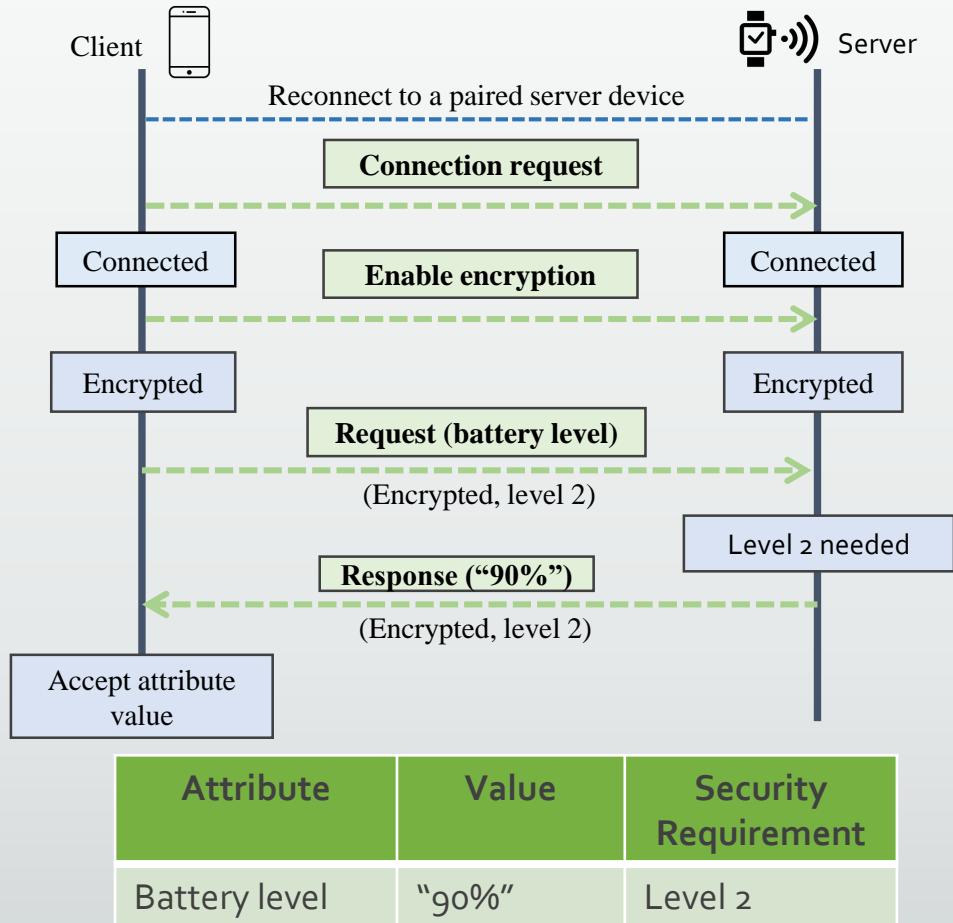 Client
Server
Reconnect to a paired server device
Connection request
Connected
Connected
Enable encryption
Encrypted
Encrypted
Request (battery level)
(Encrypted, level 2)
Level 2 needed
Response (“90%”)
(Encrypted, level 2)
Accept attribute
value
Attribute Value Security
Requirement
Battery level “90%” Level 2